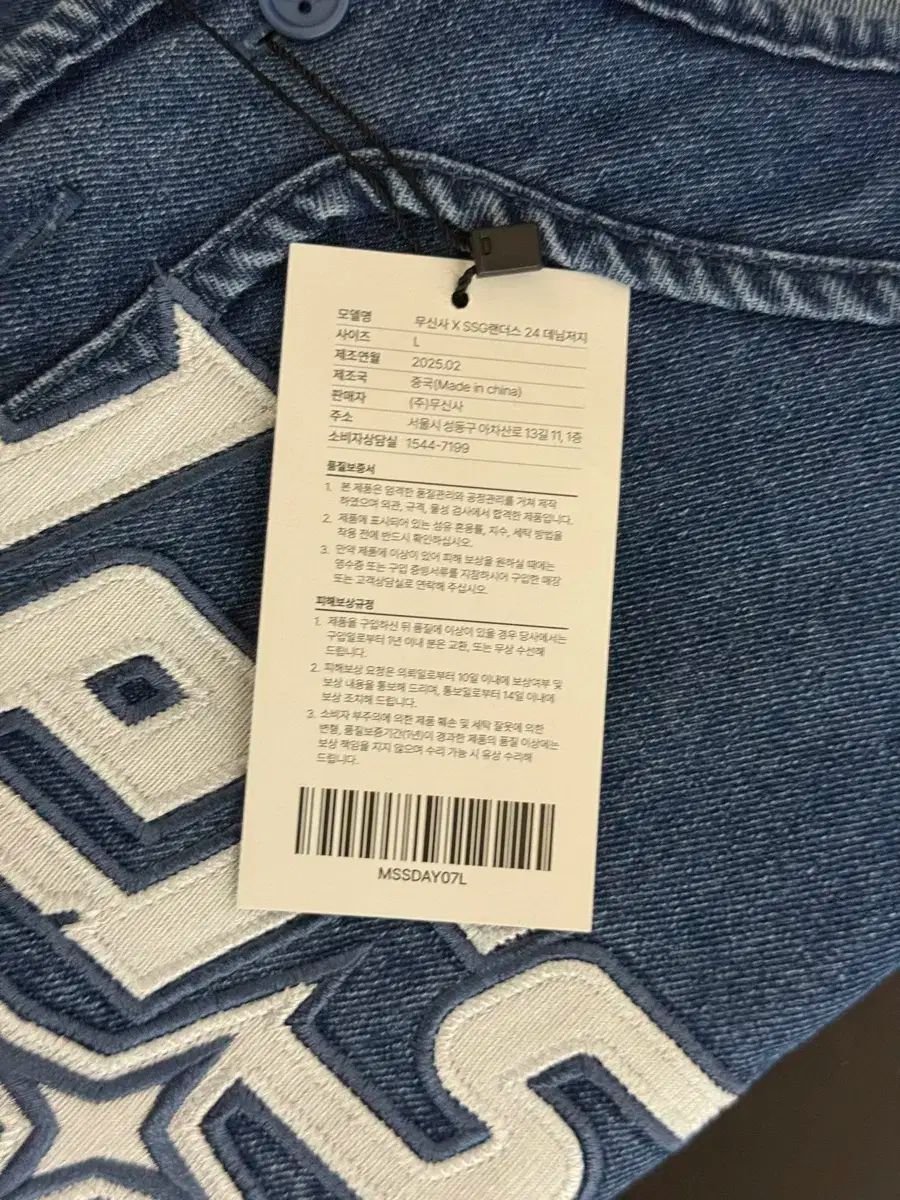 모델명 무신사 X SSG랜더스 24 데님저지
사이즈 L
제조연월 2025.02
제조국 중국(Made in china)
판매자 (주)무신사
주소 서울시 성동구 아차산로 13길 11, 1층
소비자상담실 1544-7199
품질보증서
1. 본 제품은 엄격한 품질관리와 공정관리를 거쳐 제작
하였으며 외관, 규격, 물성 검사에서 합격한 제품입니다.
2. 제품에 표시되어 있는 섬유 혼용률, 치수, 세탁 방법을
착용 전에 반드시 확인하십시오.
3. 만약 제품에 이상이 있어 피해 보상을 원하실 때에는
영수증 또는 구입 증빙서류를 지참하시어 구입한 매장
또는 고객상담실로 연락해 주십시오.
피해보상규정
1. 제품을 구입하신 뒤 품질에 이상이 있을 경우 당사에서는
구입일로부터 1년 이내 분은 교환, 또는 무상 수선해
드립니다.
2. 피해보상 요청은 의뢰일로부터 10일 이내에 보상여부 및
보상 내용을 통보해 드리며, 통보일로부터 14일 이내에
보상 조치해 드립니다.
3. 소비자 부주의에 의한 제품 훼손 및 세탁 잘못에 의한
변형, 품질보증기간(1년)이 경과한 제품의 품질 이상에는
보상 책임을 지지 않으며 수리 가능 시 유상 수리해
드립니다.
MSSDAY07L